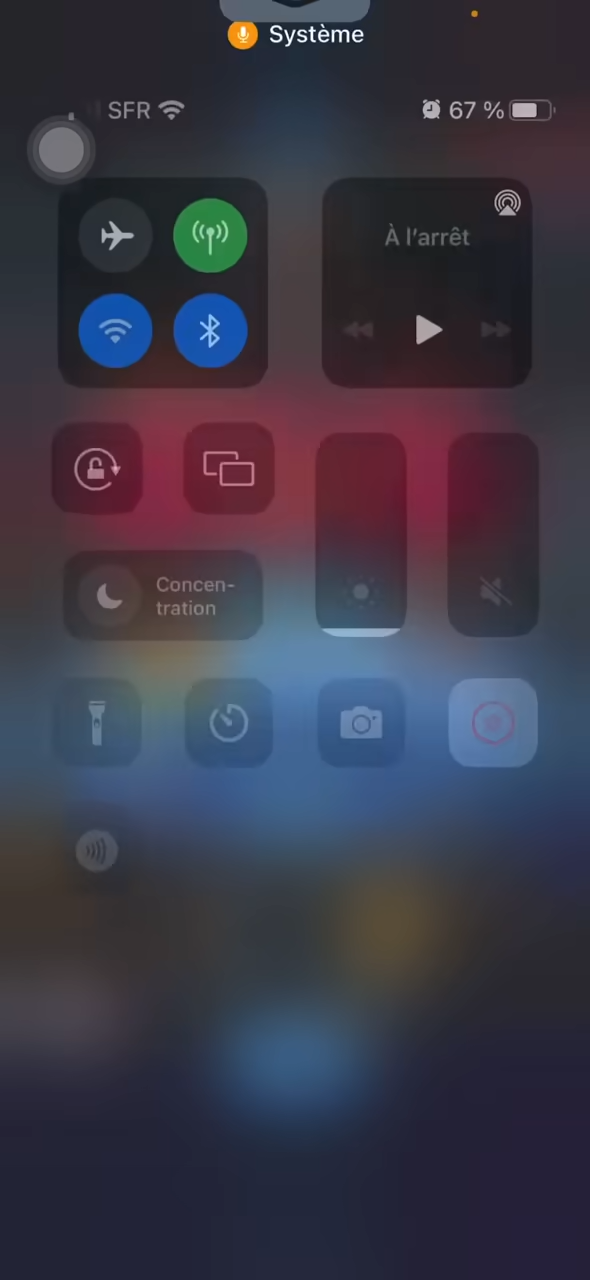 Système
SFR
67 %
À l’arrêt
Concen-
tration